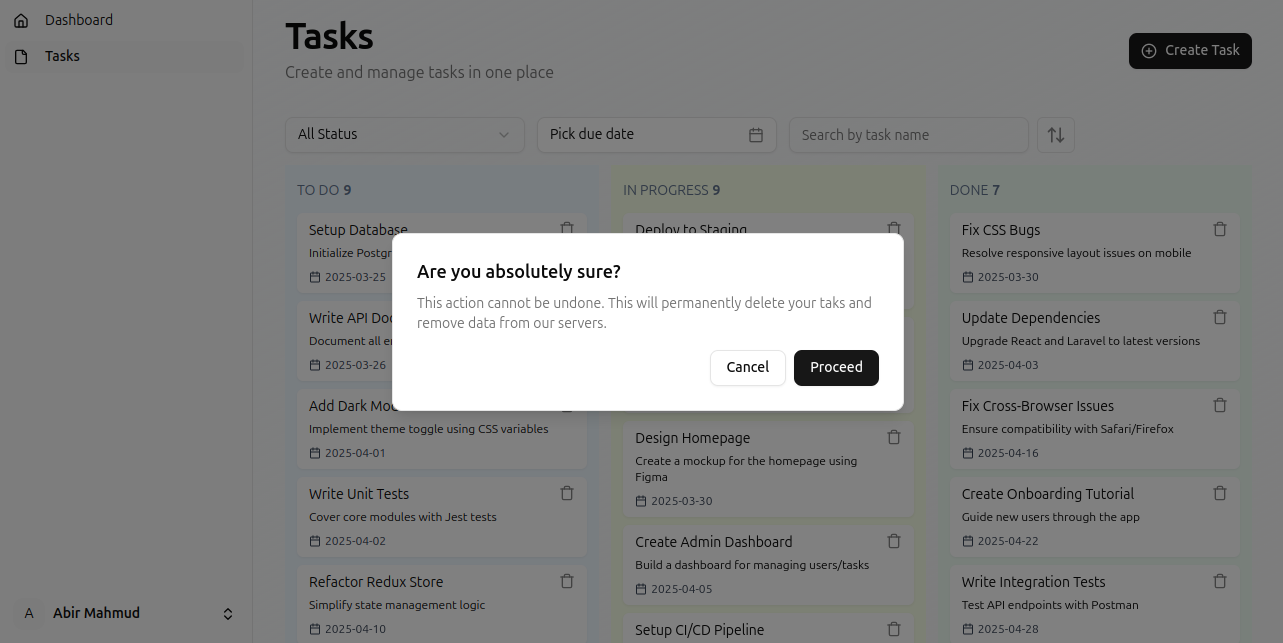 Dashboard
Tasks
A
Abir Mahmud
Tasks
Create and manage tasks in one place
Create Task
All Status
Pick due date
Search by task name
TO DO 9
Setup Database
Initialize
2025-03-25
Write API
Document all
2025-03-26
Add Dark
Implement theme toggle using CSS variables
2025-04-01
Write Unit Tests
Cover core modules with Jest tests
2025-04-02
Refactor Redux Store
Simplify state management logic
2025-04-10
IN PROGRESS 9
Deploy to Staging
Design Homepage
Create a mockup for the homepage using
Figma
2025-03-30
Create Admin Dashboard
Build a dashboard for managing users/tasks
2025-04-05
Setup CI/CD Pipeline
DONE 7
Fix CSS Bugs
Resolve responsive layout issues on mobile
2025-03-30
Update Dependencies
Upgrade React and Laravel to latest versions
2025-04-03
Fix Cross-Browser Issues
Ensure compatibility with Safari/Firefox
2025-04-16
Create Onboarding Tutorial
Guide new users through the app
2025-04-22
Write Integration Tests
Test API endpoints with Postman
2025-04-28
Are you absolutely sure?
This action cannot be undone. This will permanently delete your taks and
remove data from our servers.
Cancel
Proceed